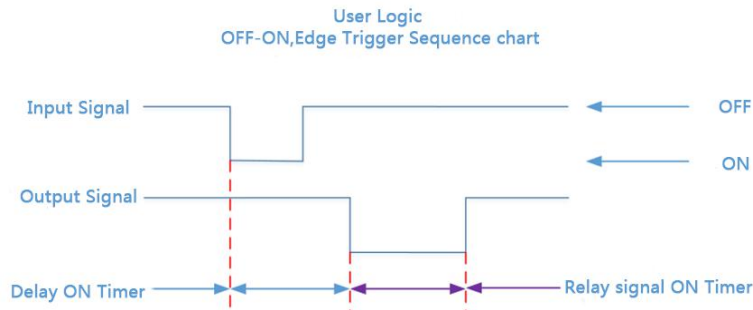 User Logic
OFF-ON,Edge Trigger Sequence chart
Input Signal
OFF
ON
Output Signal
Delay ON Timer
Relay signal ON Timer